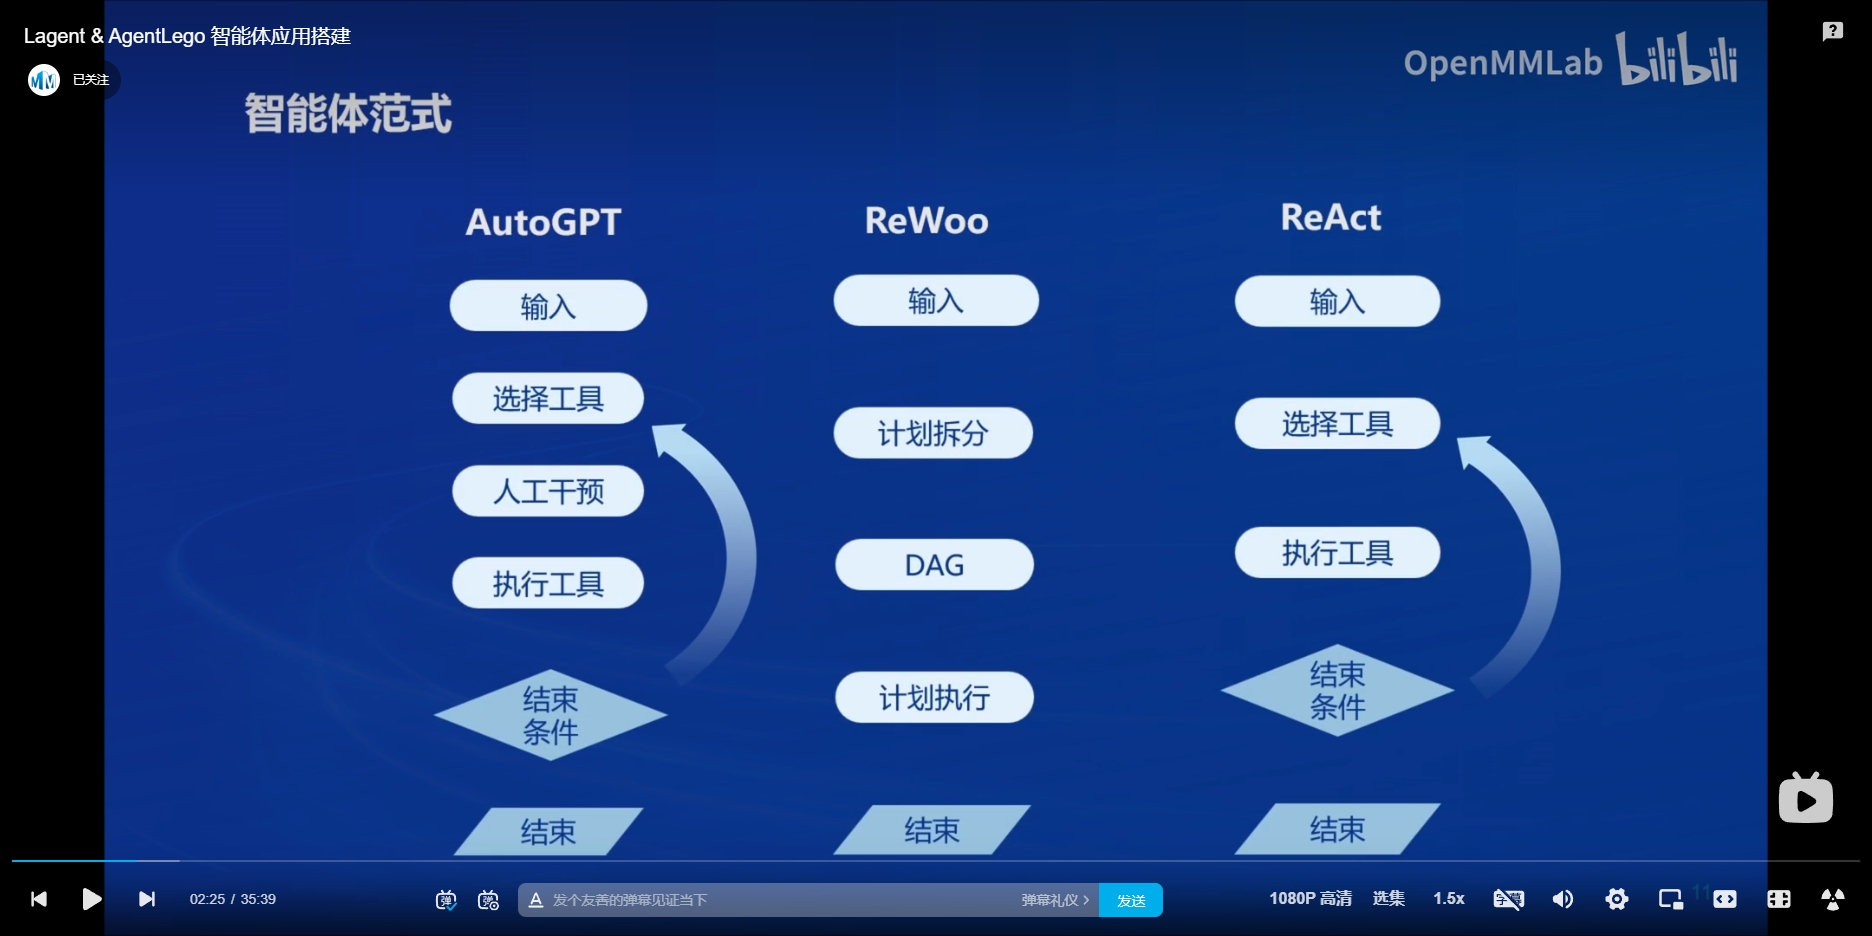 Lagent & AgentLego 智能体应用搭建
已关注
OpenMMLab bilibili
智能体范式
AutoGPT
输入
选择工具
人工干预
执行工具
结束
条件
结束
ReWoo
输入
计划拆分
DAG
计划执行
结束
ReAct
输入
选择工具
执行工具
结束
条件
结束
02:25 / 35:39
弹
弹
A 发个友善的弹幕见证当下
弹幕礼仪 >
发送
1080P 高清
选集
1.5x
字幕
11